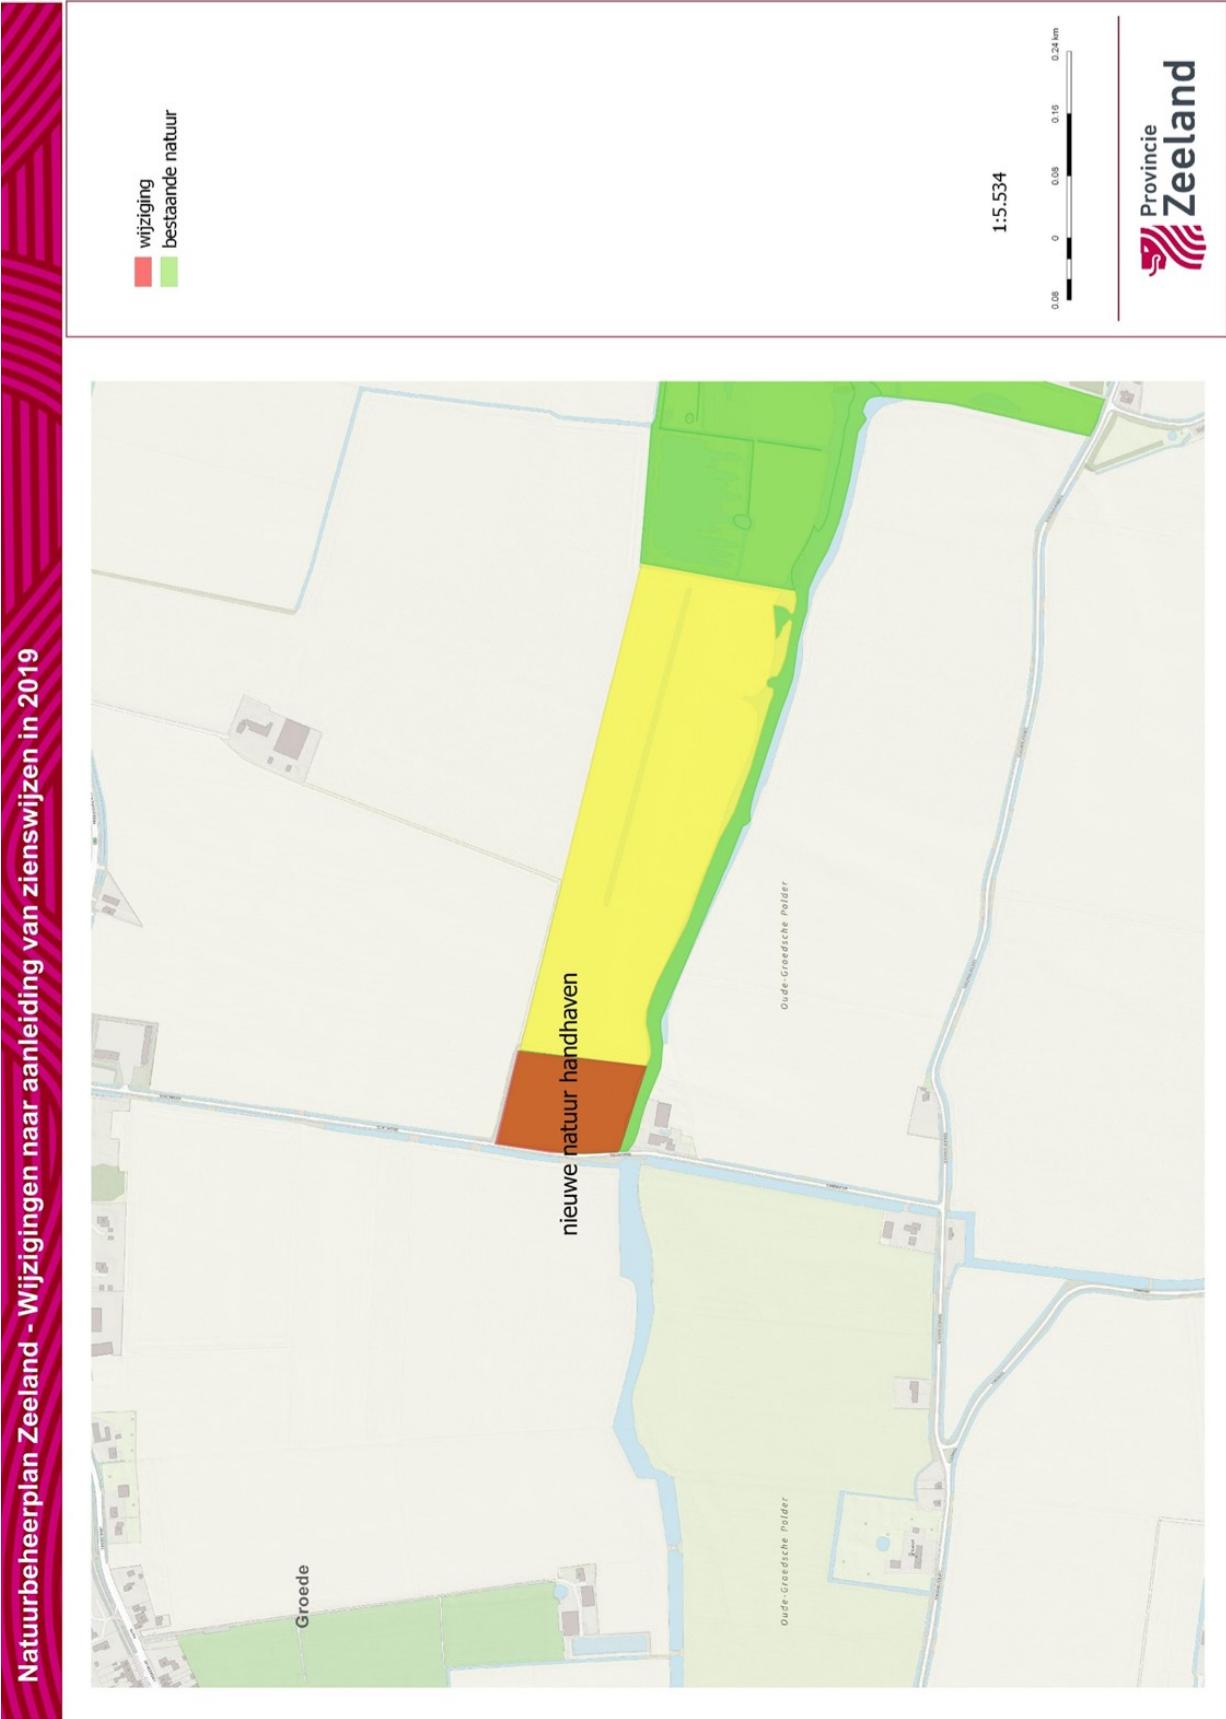 Natuurbeheerplan Zeeland - Wijzigingen naar aanleiding van zienswijzen in 2019
wijziging
bestaande natuur
nieuwe natuur handhaven
Groede
Oude-Groedsche Polder
Oude-Groedsche Polder
1:5.534
0.08 0 0.08 0.16 0.24 km
Provincie
Zeeland